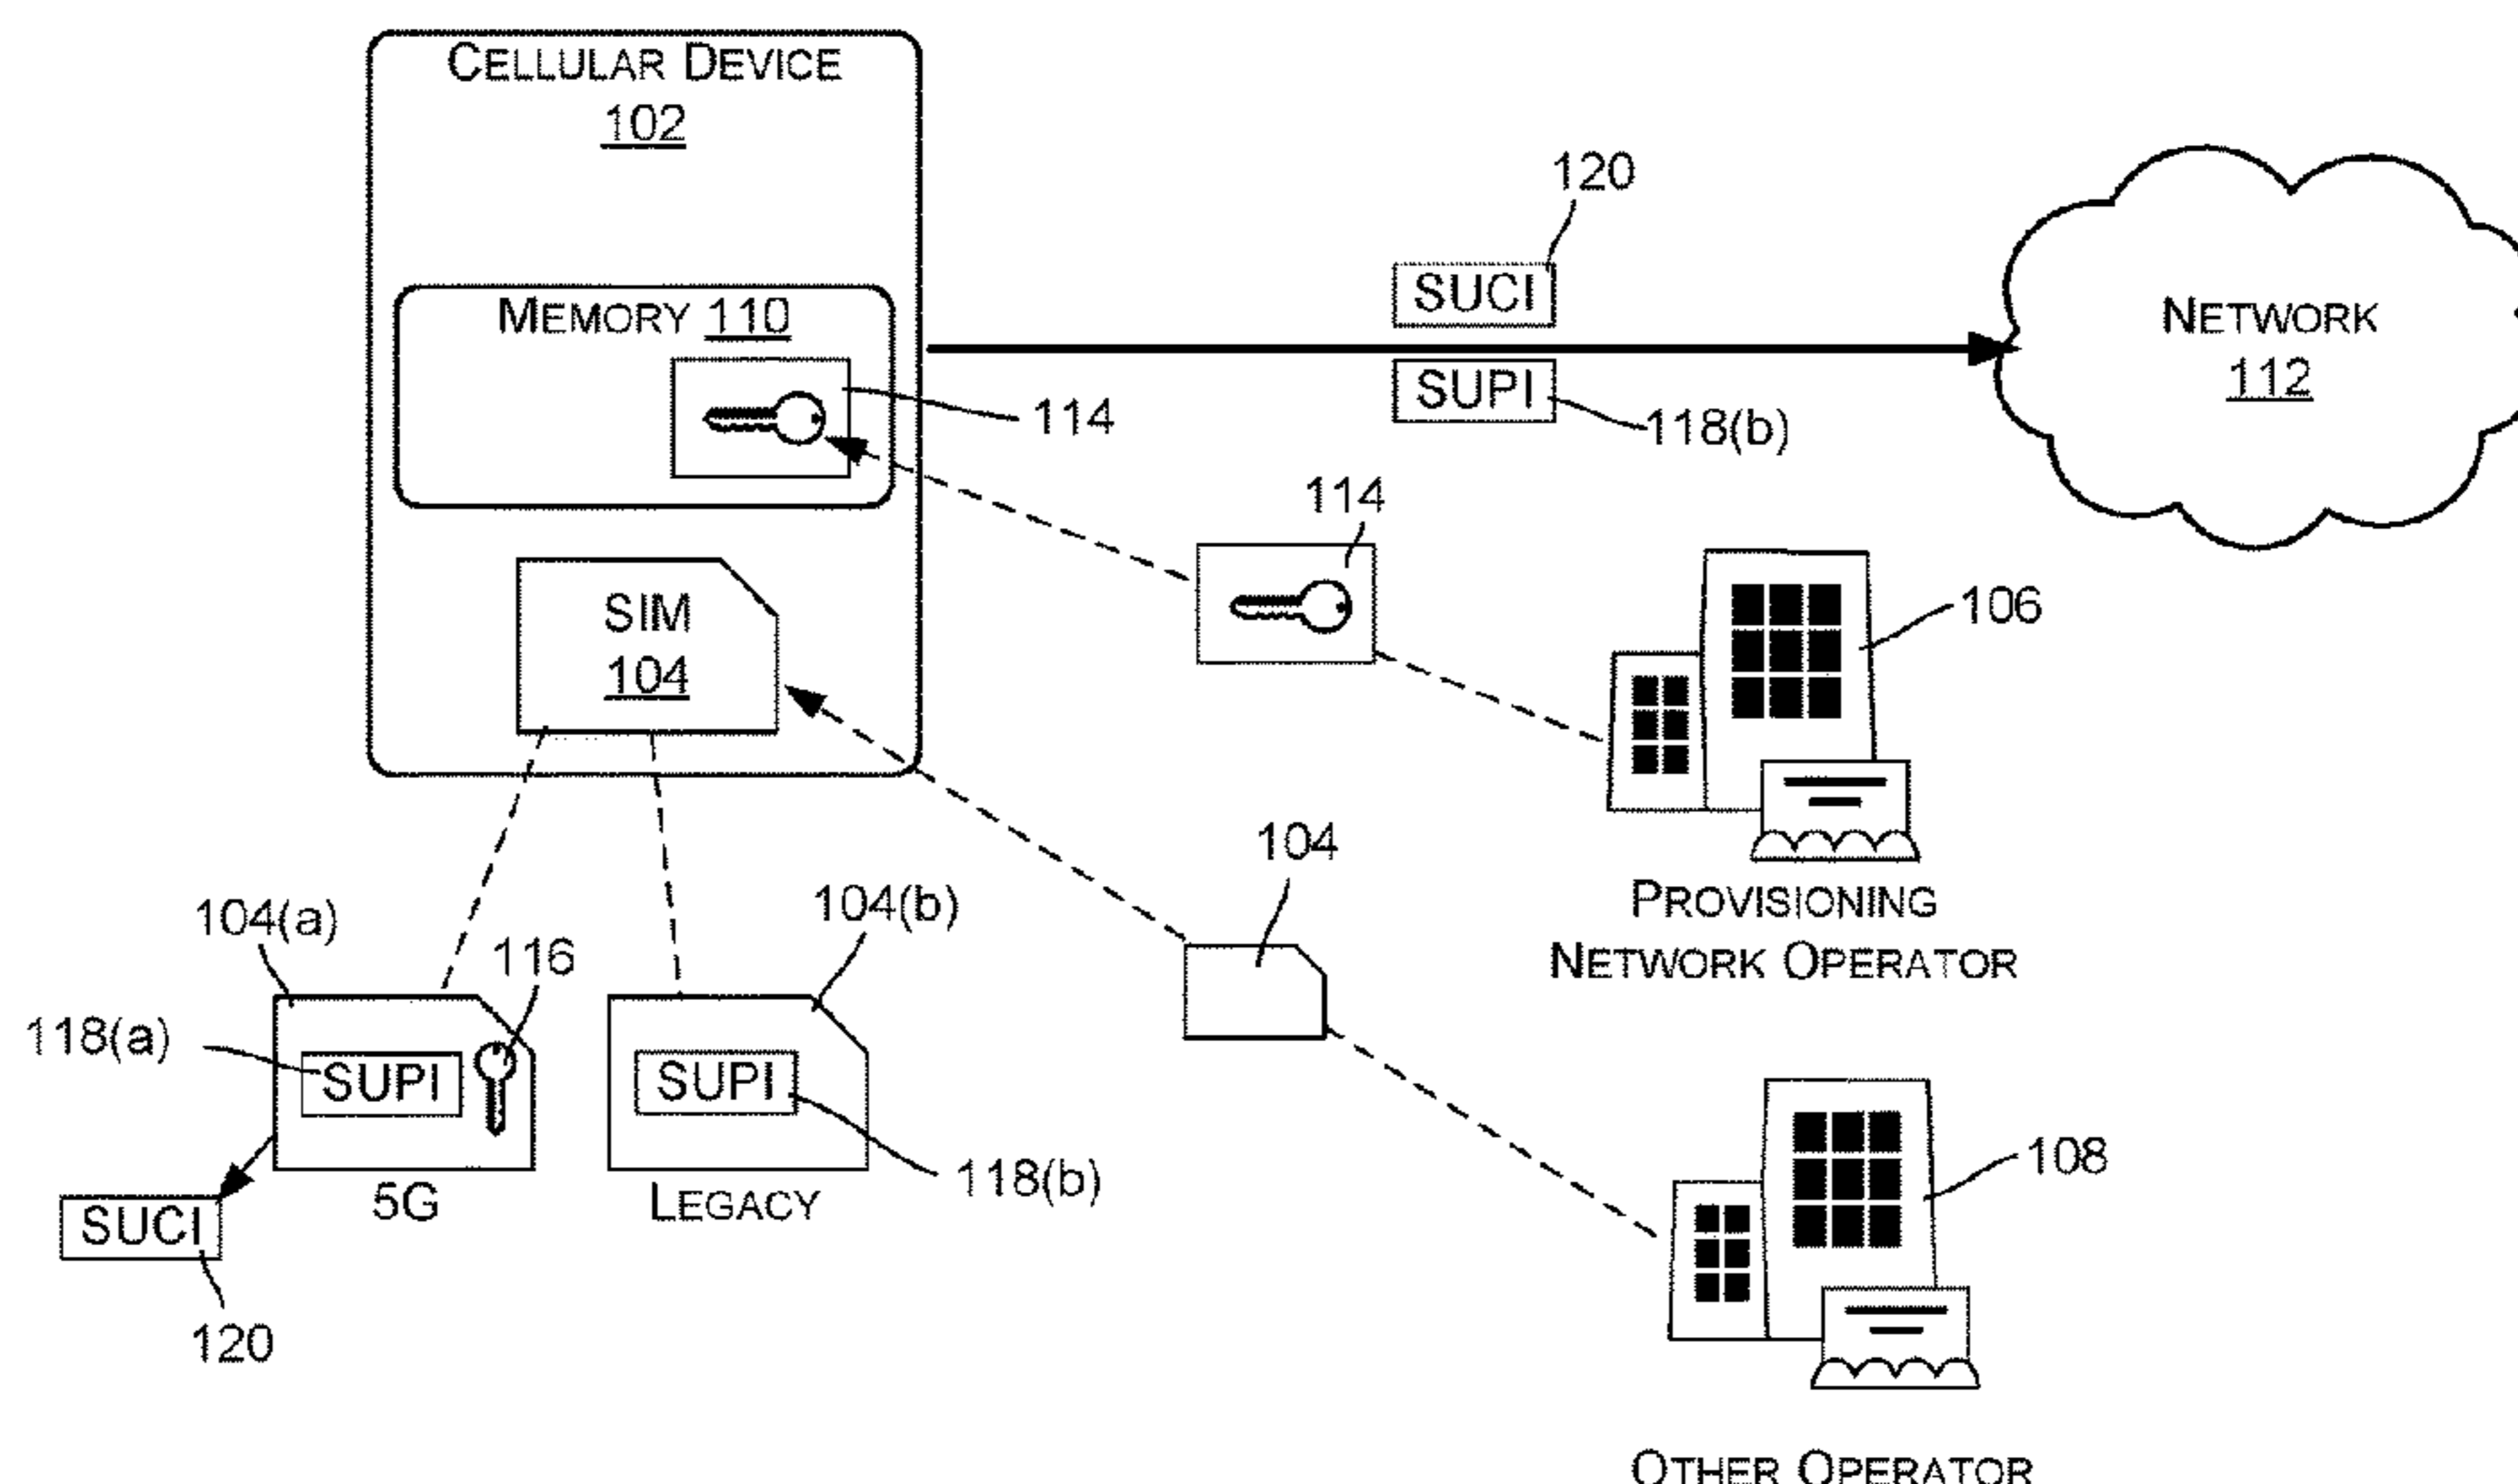 CELLULAR DEVICE
102
MEMORY 110
114
SIM
104
120
SUCI
SUPI
118(b)
NETWORK
112
114
106
PROVISIONING
NETWORK OPERATOR
104
104(a)
116
118(a)
SUPI
5G
SUCI
120
104(b)
SUPI
118(b)
LEGACY
108
OTHER OPERATOR